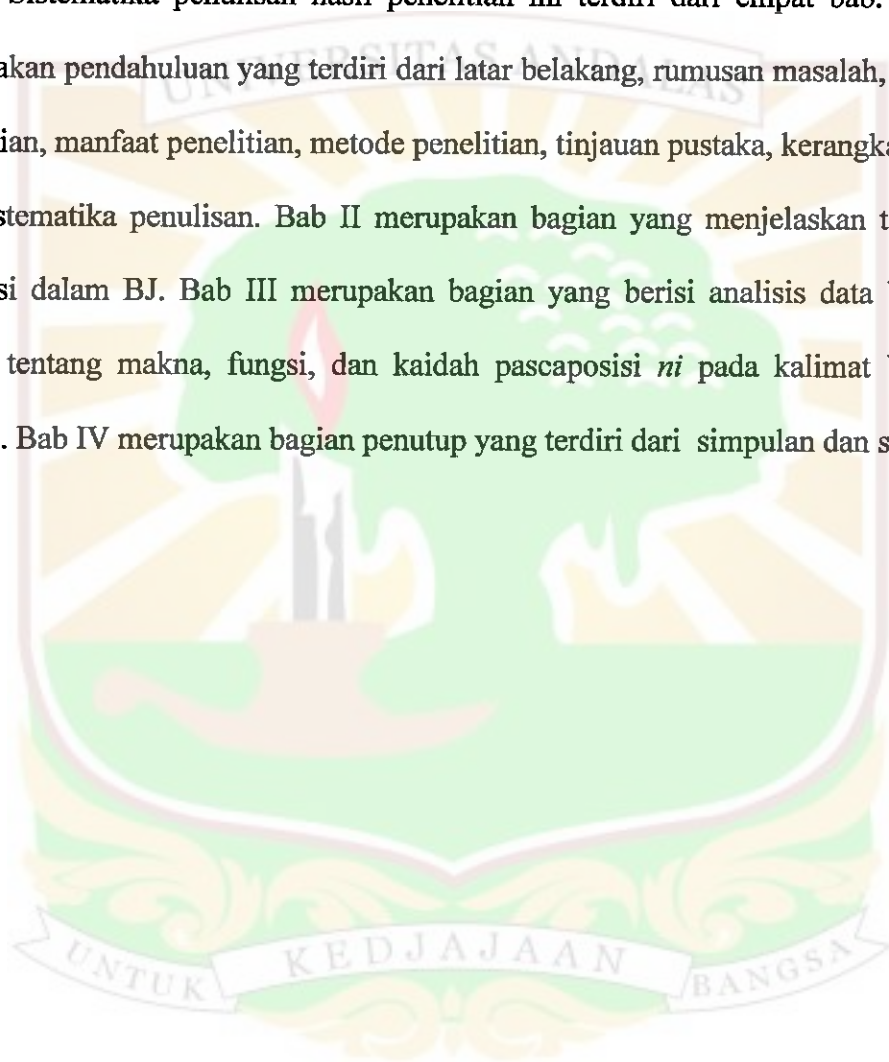 Sistematika penulisan hasil penelitian ini terdiri dari empat bab.
akan pendahuluan yang terdiri dari latar belakang, rumusan masalah,
ian, manfaat penelitian, metode penelitian, tinjauan pustaka, kerangka
stematika penulisan. Bab II merupakan bagian yang menjelaskan t
si dalam BJ. Bab III merupakan bagian yang berisi analisis data
tentang makna, fungsi, dan kaidah pascaposisi ni pada kalimat
. Bab IV merupakan bagian penutup yang terdiri dari simpulan dan s
UNIVERSITAS ANDALAS
UNTUK KEDJAJAAN BANGSA